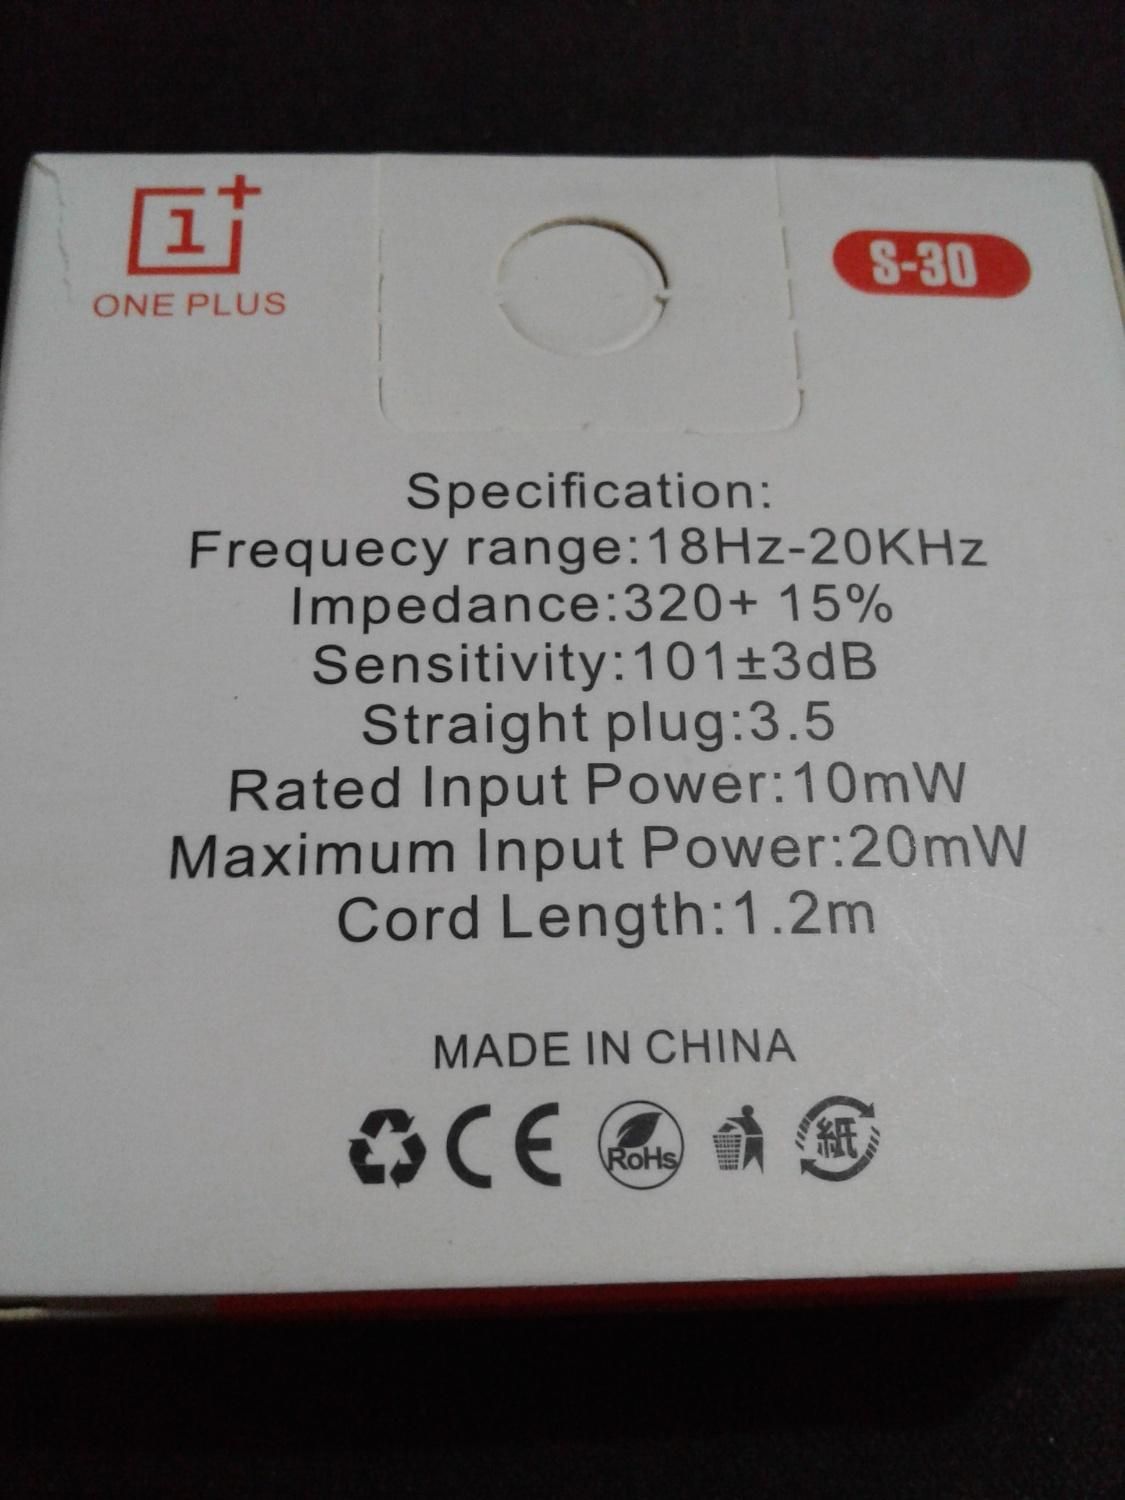 1+
ONE PLUS
S-30
Specification:
Frequecy range:18Hz-20KHz
Impedance:320+ 15%
Sensitivity:101±3dB
Straight plug:3.5
Rated Input Power:10mW
Maximum Input Power:20mW
Cord Length:1.2m
MADE IN CHINA
CE RoHs 紙